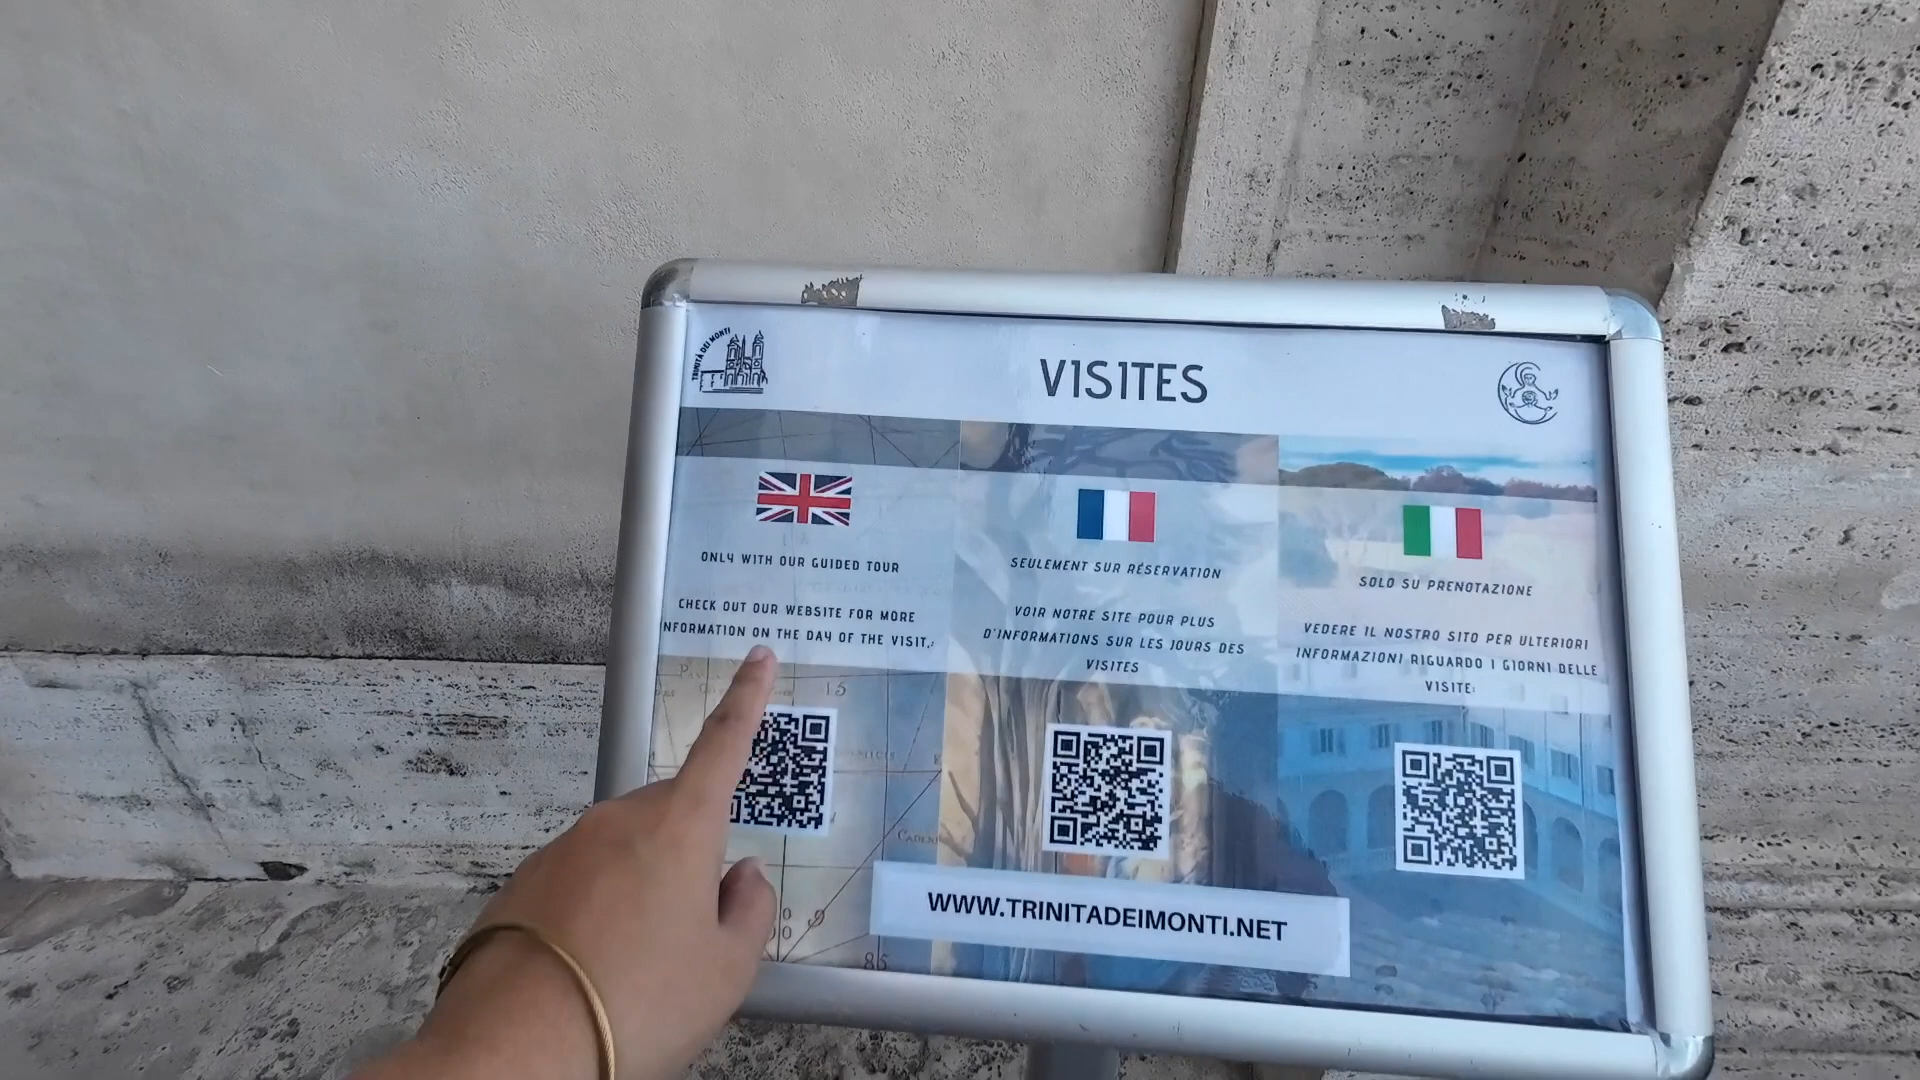 TRINITÀ DEI MONTI
VISITES
ONLY WITH OUR GUIDED TOUR
CHECK OUT OUR WEBSITE FOR MORE
INFORMATION ON THE DAY OF THE VISIT,:
SEULEMENT SUR RÉSERVATION
VOIR NOTRE SITE POUR PLUS
D'INFORMATIONS SUR LES JOURS DES
VISITES
SOLO SU PRENOTAZIONE
VEDERE IL NOSTRO SITO PER ULTERIORI
INFORMAZIONI RIGUARDO I GIORNI DELLE
VISITE:
15
85
WWW.TRINITADEIMONTI.NET